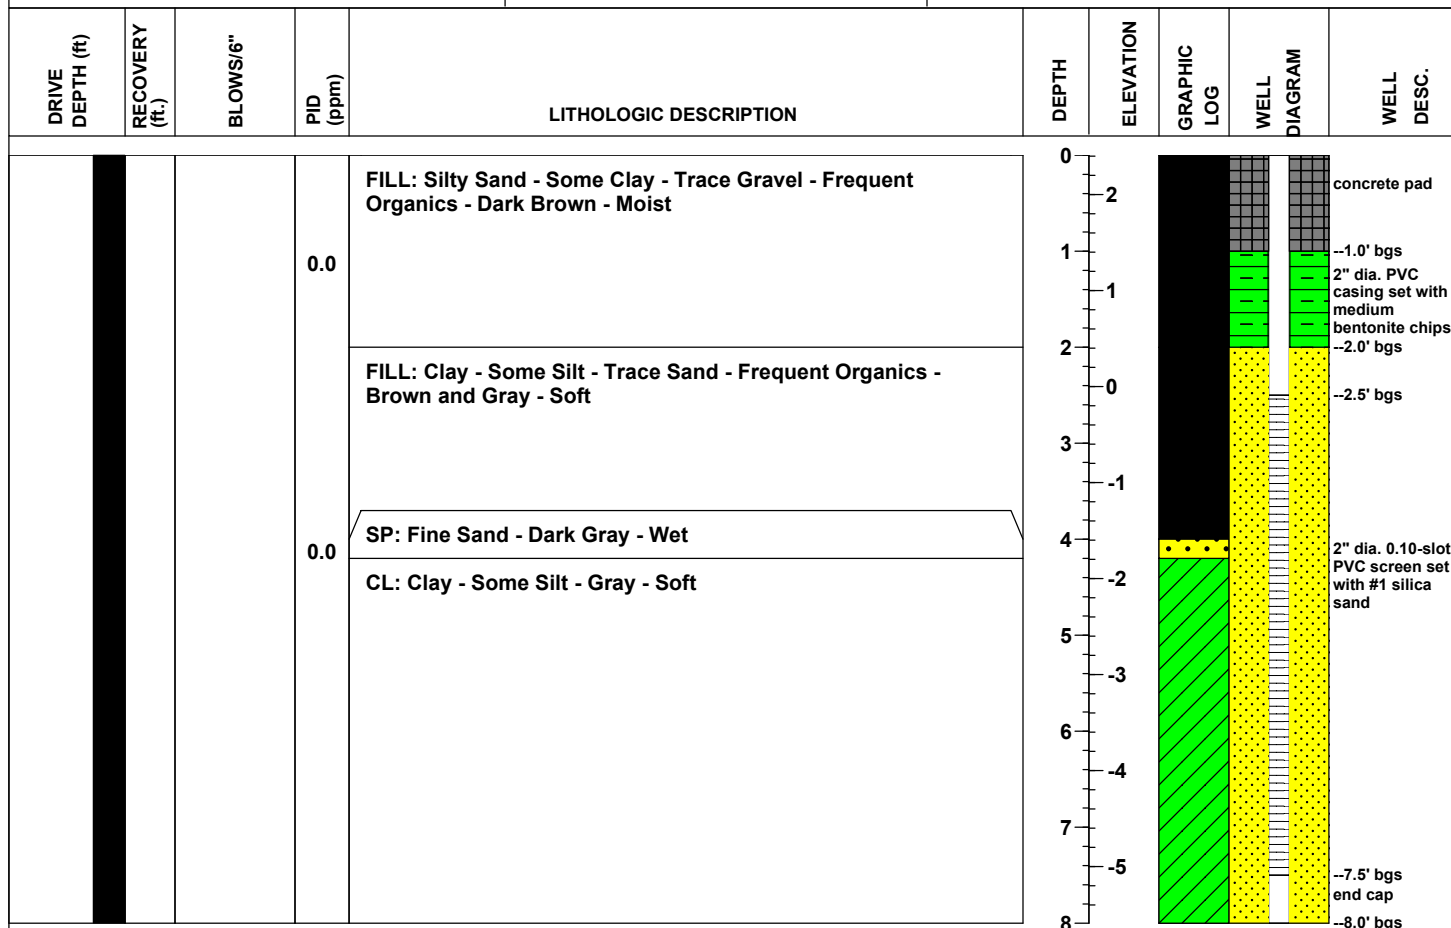 DRIVE
DEPTH (ft)
RECOVERY
(ft.)
BLOWS/6"
PID
(ppm)
LITHOLOGIC DESCRIPTION
DEPTH
ELEVATION
GRAPHIC
LOG
WELL
DIAGRAM
WELL
DESC.
FILL: Silty Sand - Some Clay - Trace Gravel - Frequent
Organics - Dark Brown - Moist
0.0
FILL: Clay - Some Silt - Trace Sand - Frequent Organics -
Brown and Gray - Soft
SP: Fine Sand - Dark Gray - Wet
0.0
CL: Clay - Some Silt - Gray - Soft
0
1
2
3
4
5
6
7
8
2
1
0
-1
-2
-3
-4
-5
concrete pad
--1.0' bgs
2" dia. PVC
casing set with
medium
bentonite chips
--2.0' bgs
--2.5' bgs
2" dia. 0.10-slot
PVC screen set
with #1 silica
sand
--7.5' bgs
end cap
--8.0' bgs